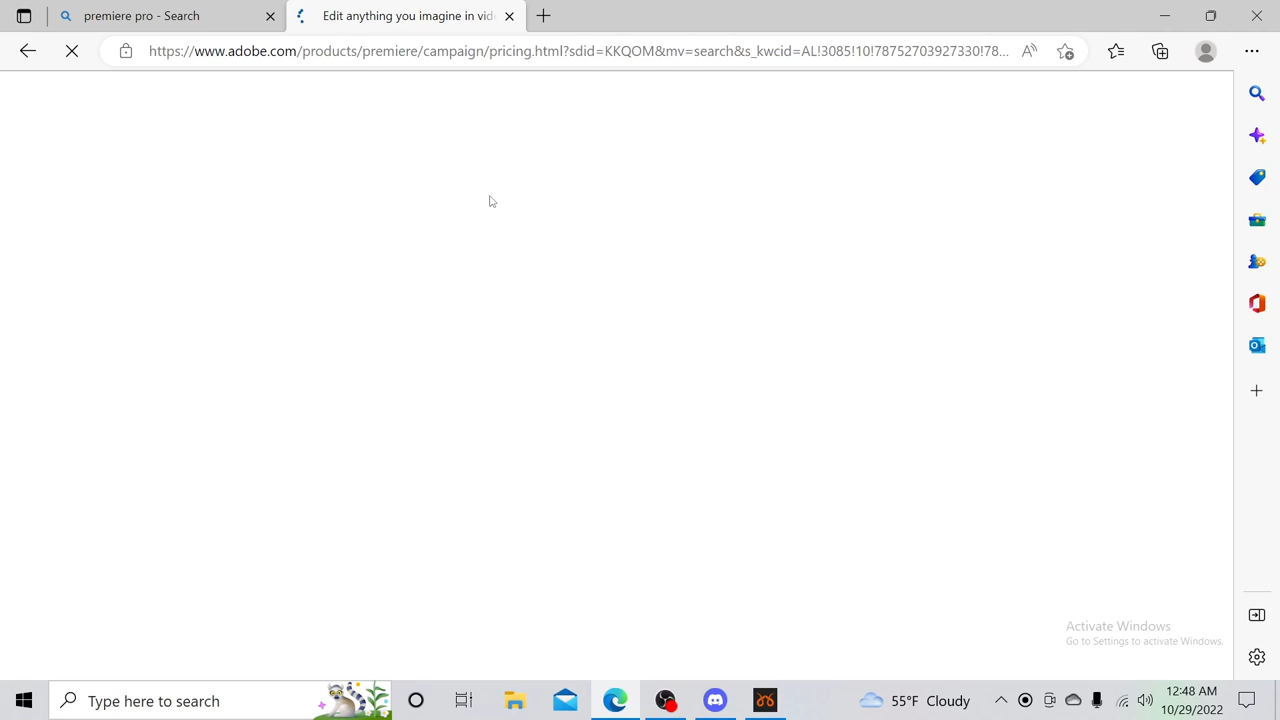 premiere pro - Search
Edit anything you imagine in vide
https://www.adobe.com/products/premiere/campaign/pricing.html?sdid=KKQOM&mv=search&s_kwcid=AL!3085!10!78752703927330!78...
Activate Windows
Go to Settings to activate Windows.
Type here to search
55°F Cloudy
12:48 AM
10/29/2022